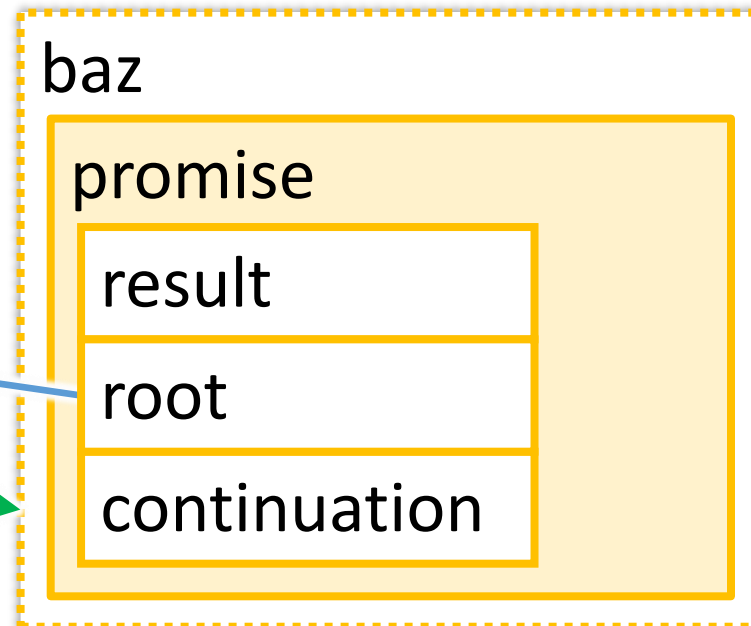 baz
promise
result
root
continuation